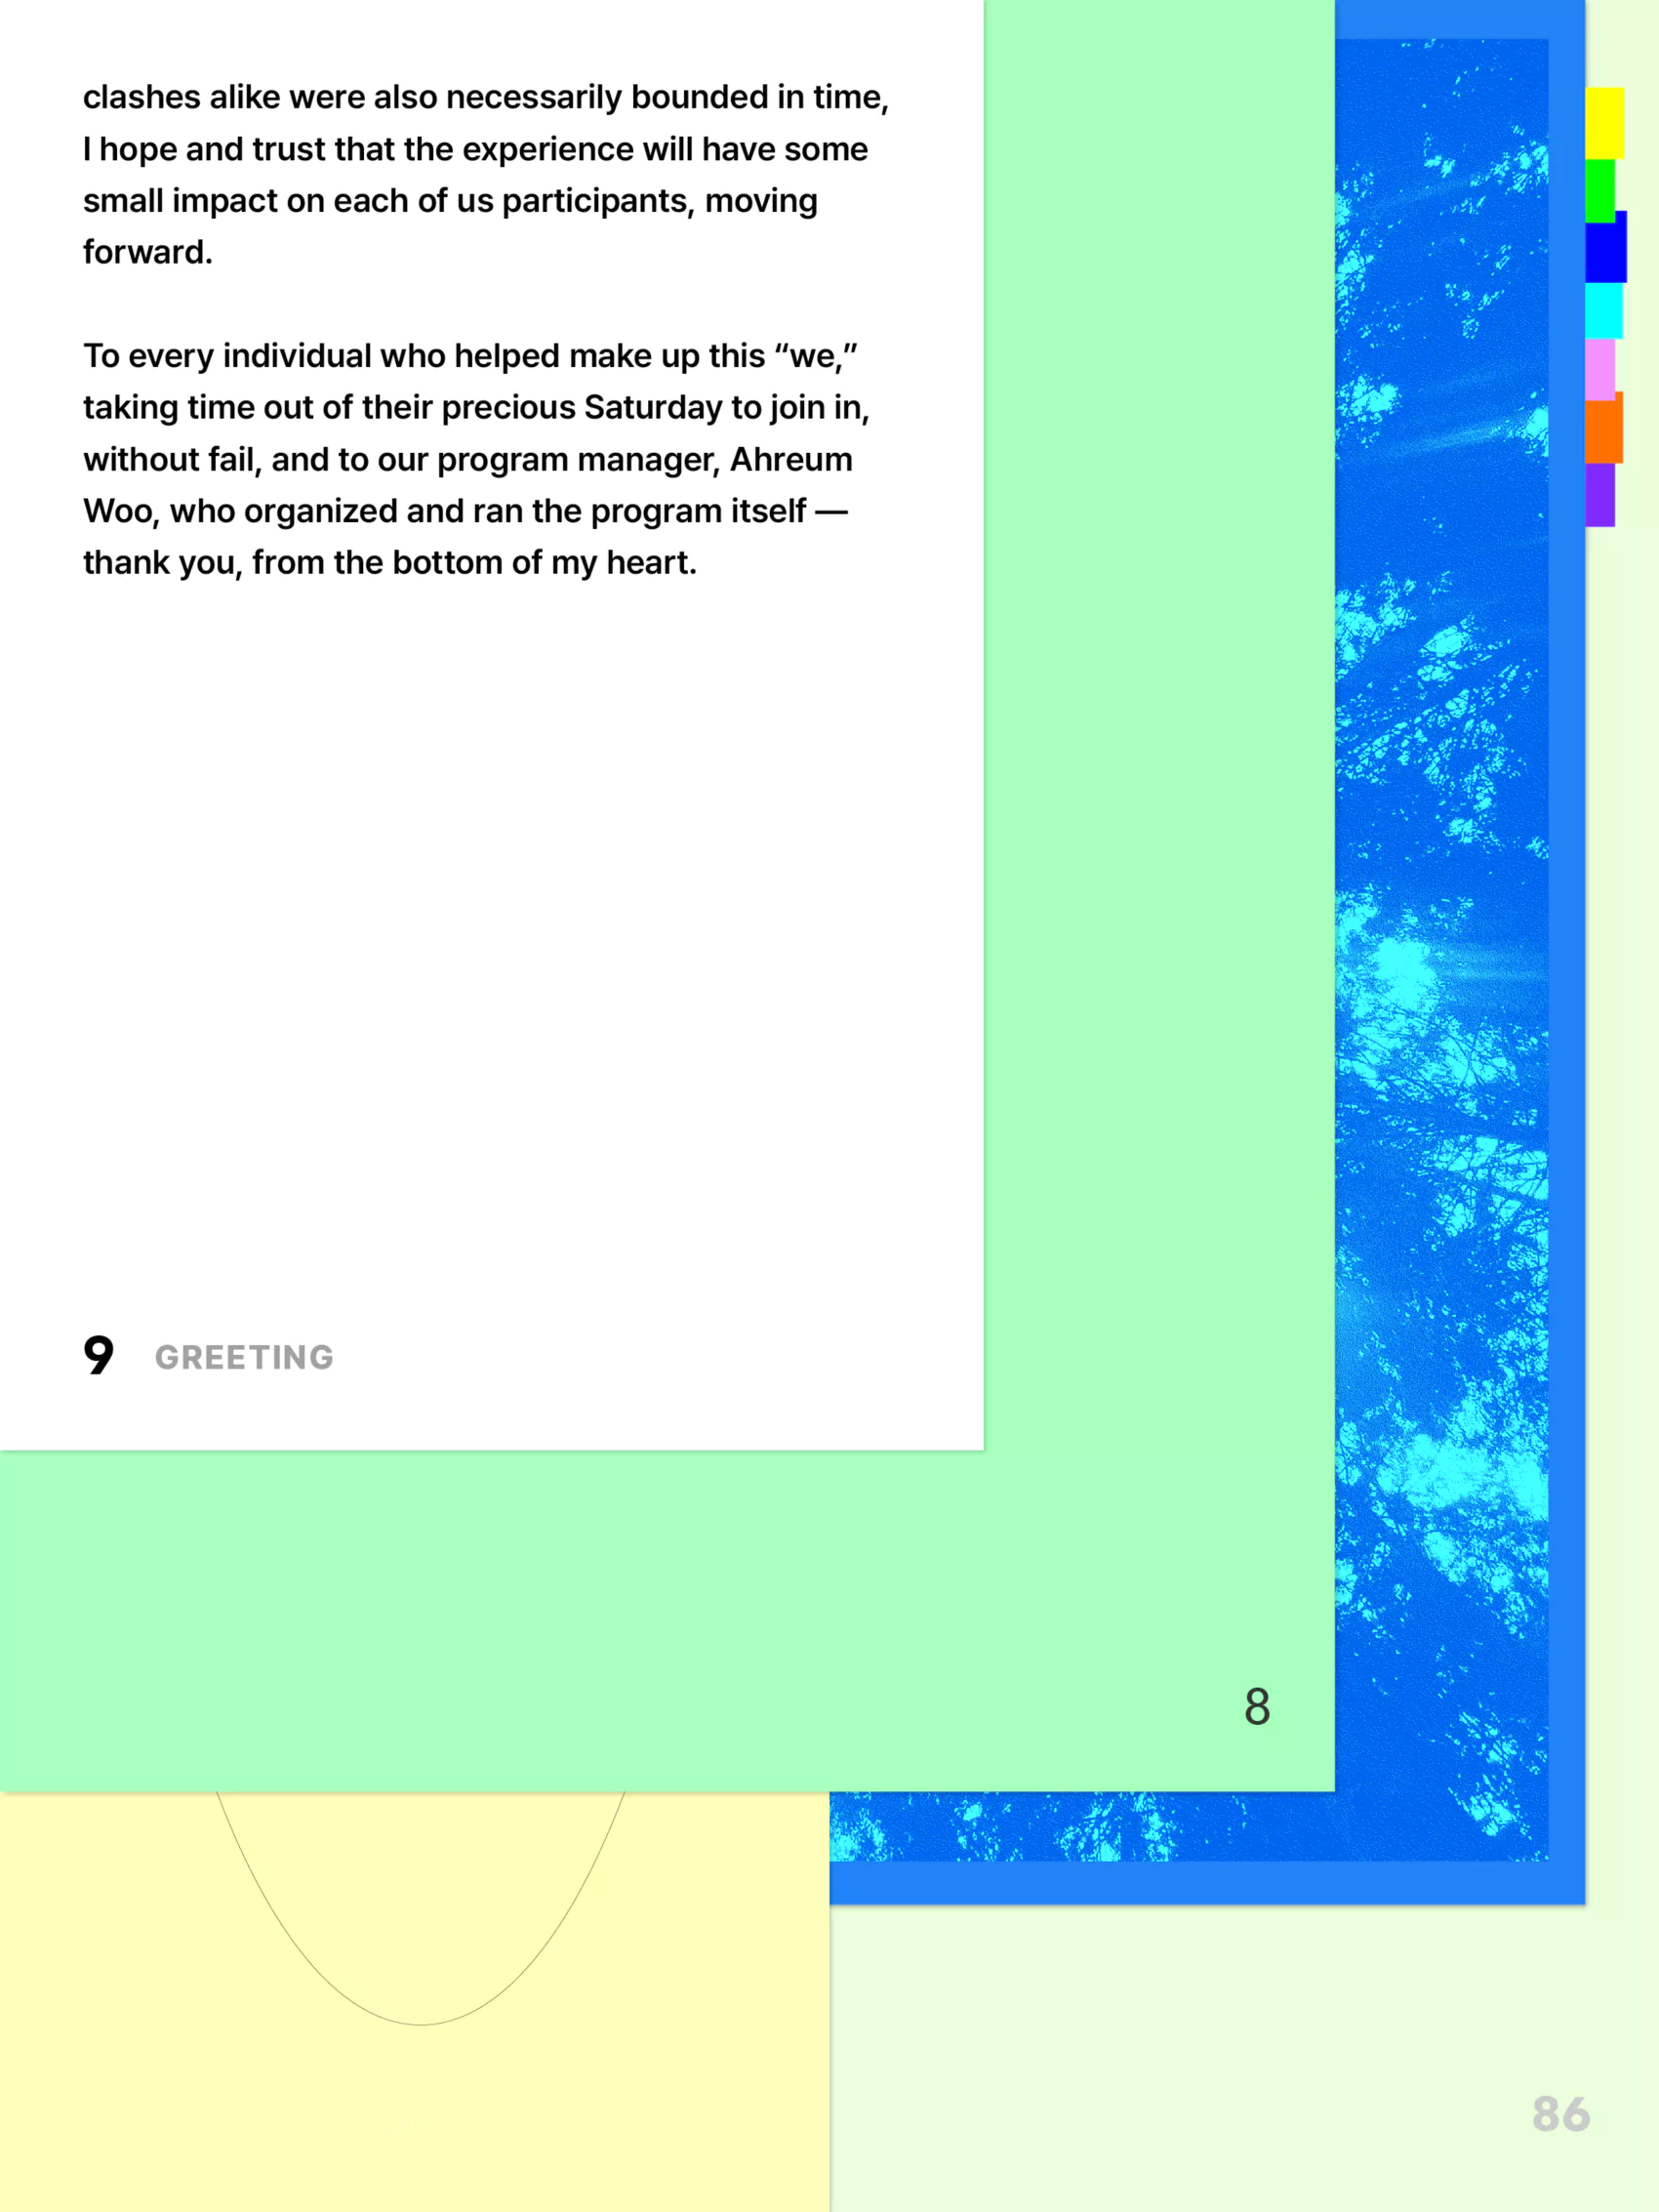 clashes alike were also necessarily bounded in time,
I hope and trust that the experience will have some
small impact on each of us participants, moving
forward.
To every individual who helped make up this “we,”
taking time out of their precious Saturday to join in,
without fail, and to our program manager, Ahreum
Woo, who organized and ran the program itself —
thank you, from the bottom of my heart.
9 GREETING
8
86